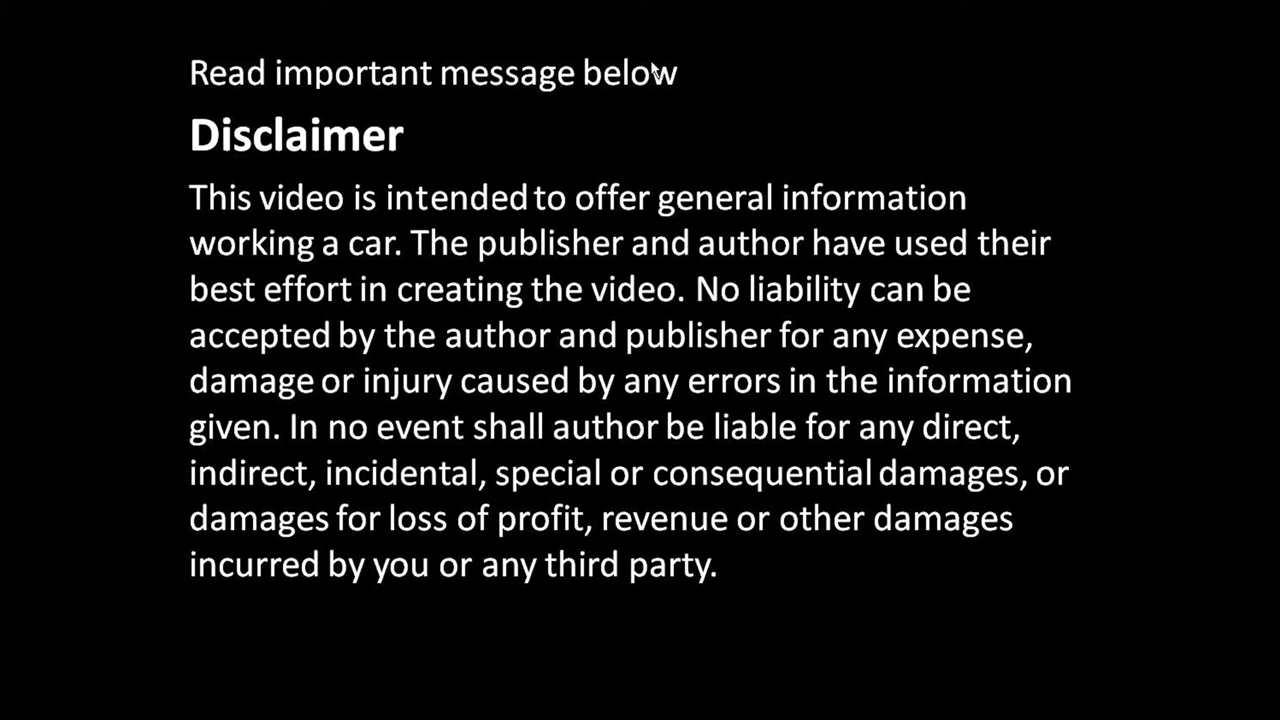 Read important message below
Disclaimer
This video is intended to offer general information
working a car. The publisher and author have used their
best effort in creating the video. No liability can be
accepted by the author and publisher for any expense,
damage or injury caused by any errors in the information
given. In no event shall author be liable for any direct,
indirect, incidental, special or consequential damages, or
damages for loss of profit, revenue or other damages
incurred by you or any third party.